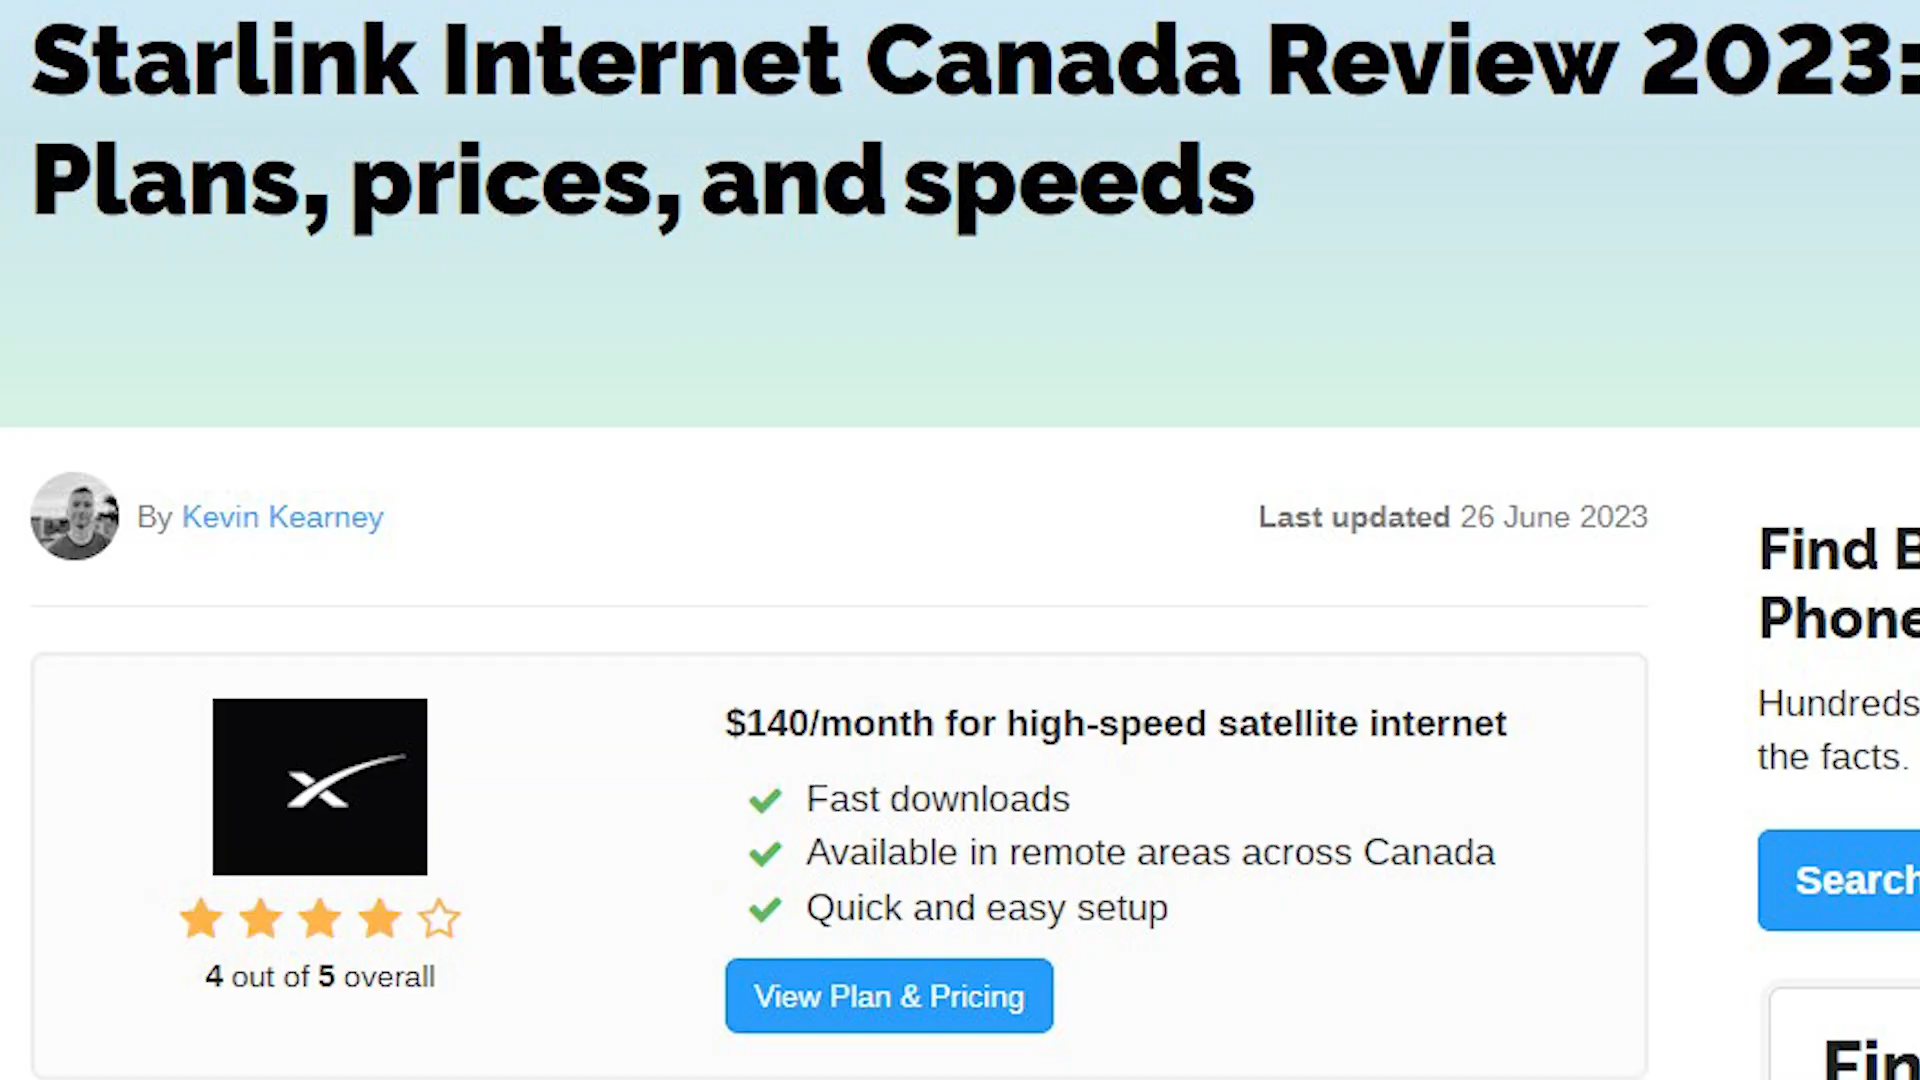 Starlink Internet Canada Review 2023:
Plans, prices, and speeds
By Kevin Kearney
Last updated 26 June 2023
$140/month for high-speed satellite internet
Fast downloads
Available in remote areas across Canada
Quick and easy setup
View Plan & Pricing
4 out of 5 overall
Find B
Phone
Hundreds
the facts.
Search
Fin